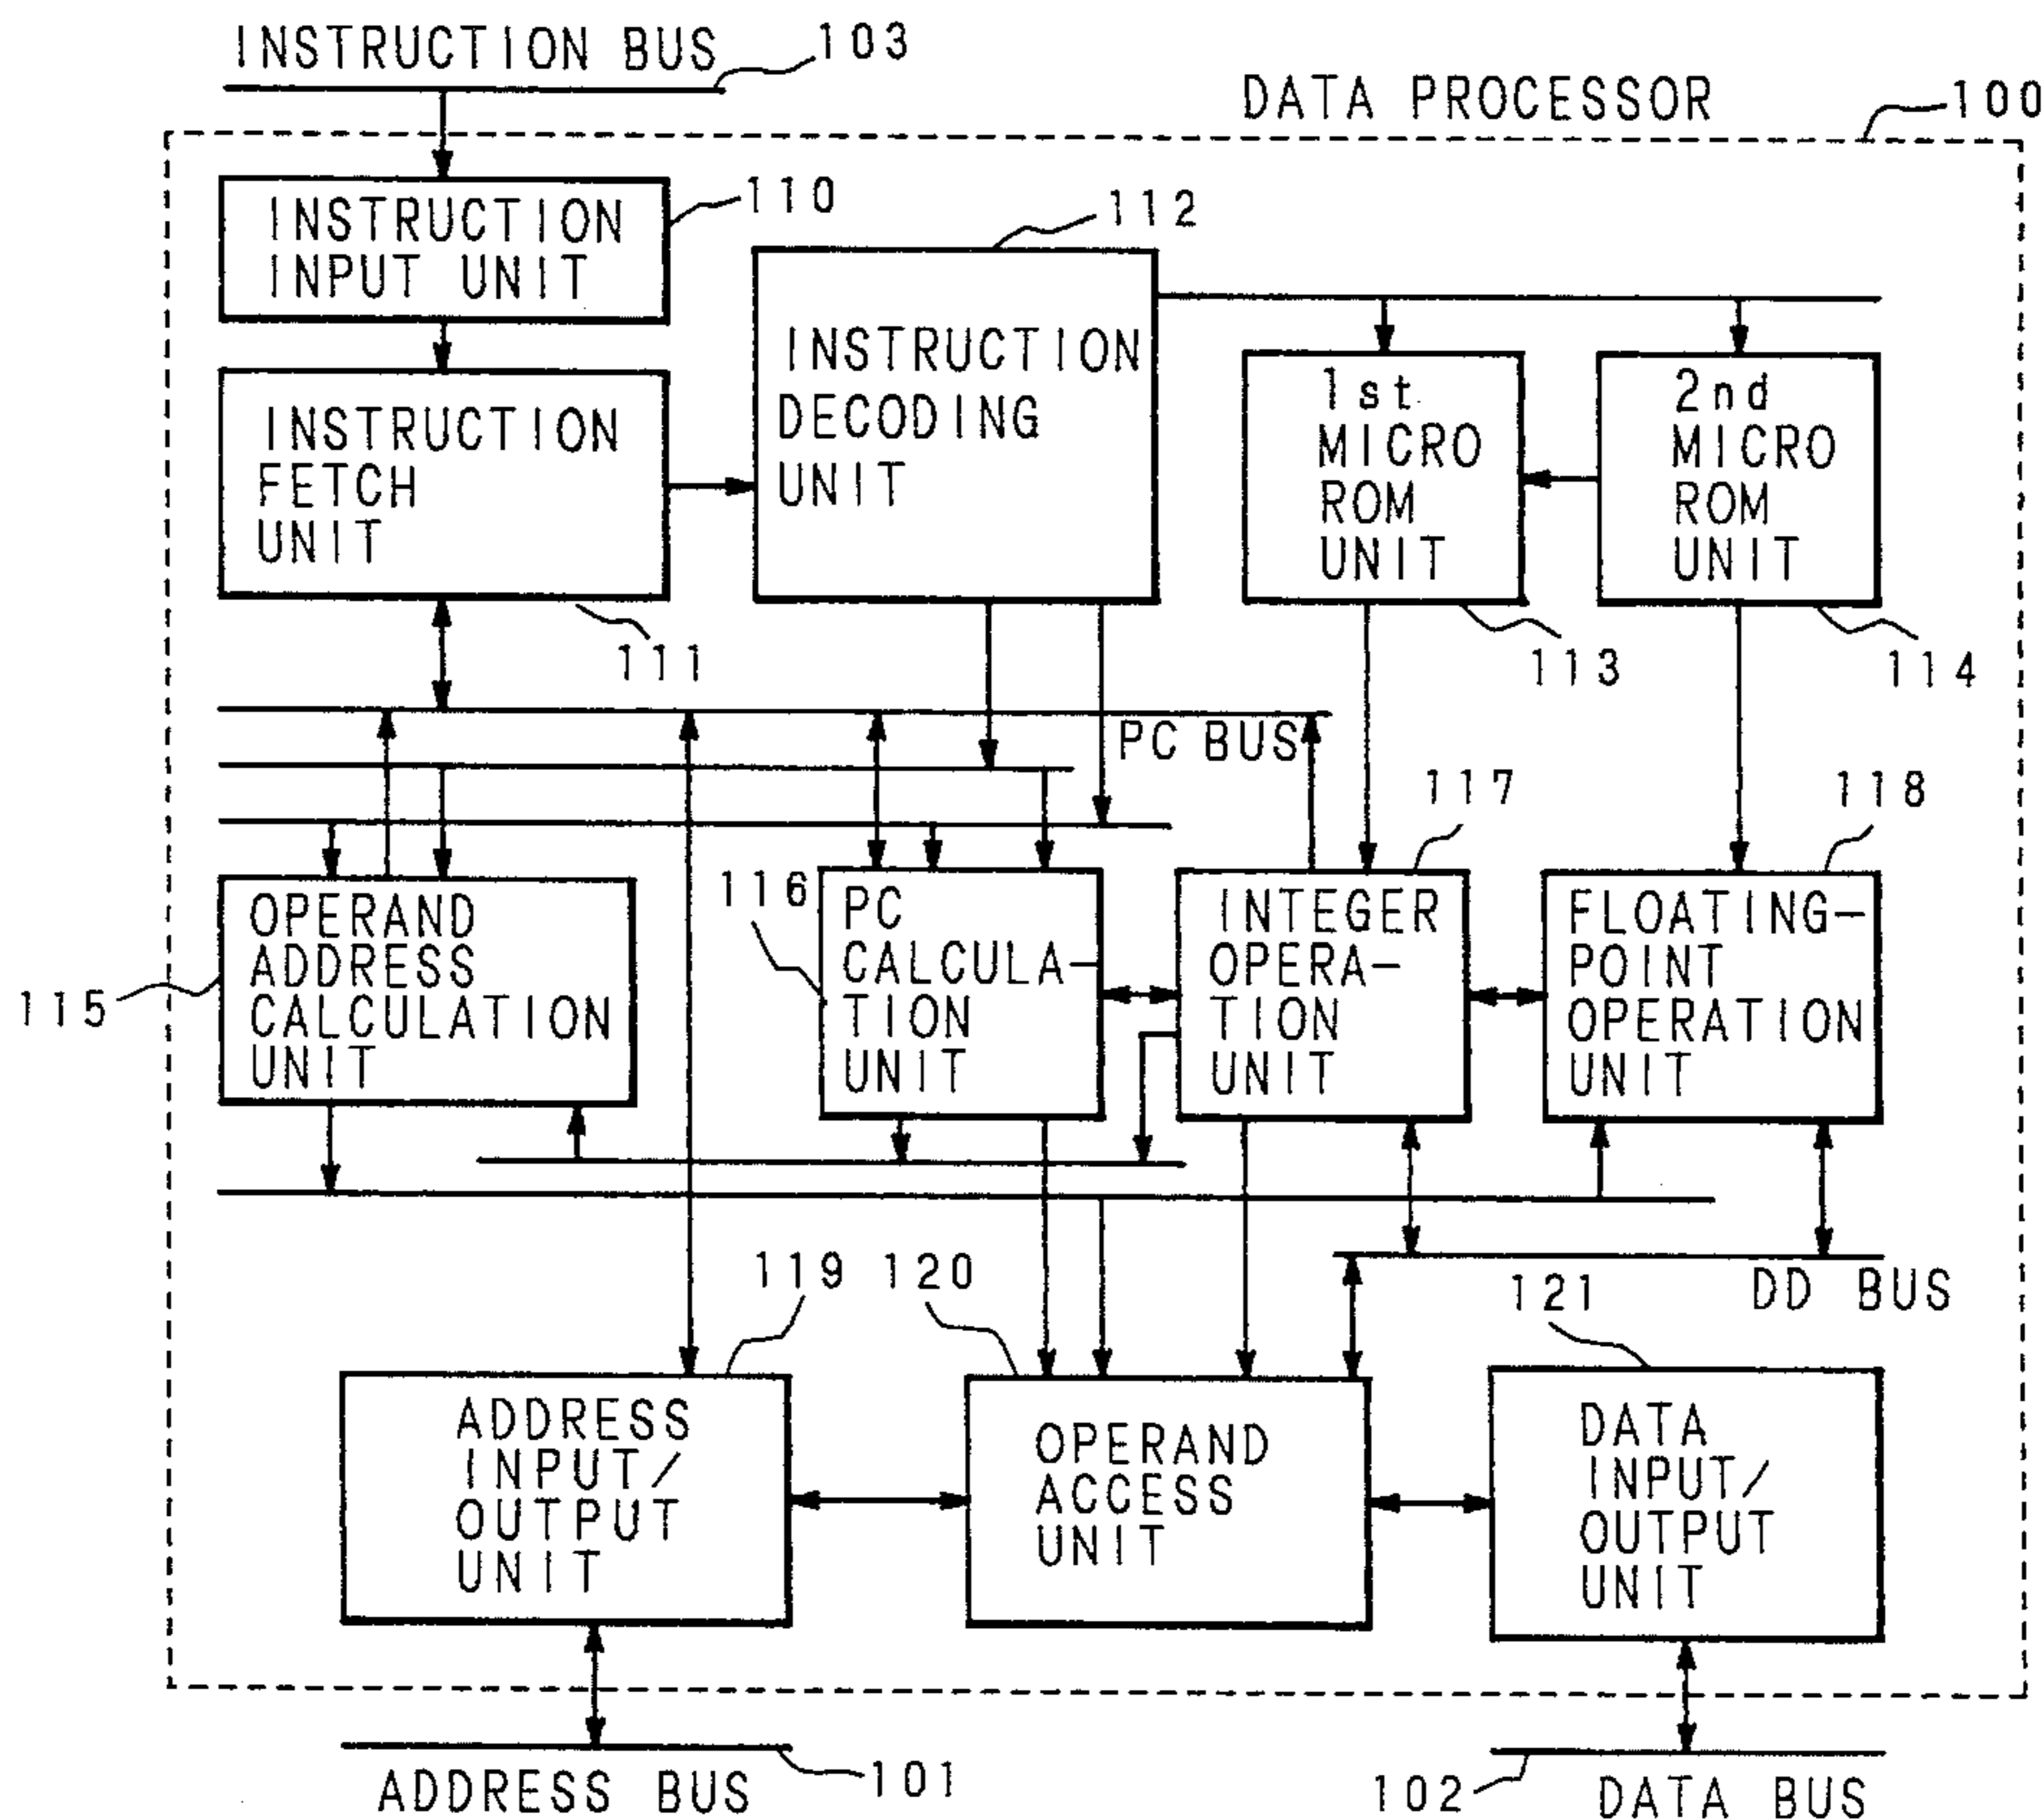 INSTRUCTION BUS
103
DATA PROCESSOR
100
INSTRUCTION
INPUT UNIT
110
112
INSTRUCTION
FETCH
UNIT
111
INSTRUCTION
DECODING
UNIT
1st
MICRO
ROM
UNIT
113
2nd
MICRO
ROM
UNIT
114
PC BUS
117
118
115
OPERAND
ADDRESS
CALCULATION
UNIT
116
PC
CALCULA-
TION
UNIT
INTEGER
OPERA-
TION
UNIT
FLOATING-
POINT
OPERATION
UNIT
119
120
DD BUS
121
ADDRESS
INPUT/
OUTPUT
UNIT
OPERAND
ACCESS
UNIT
DATA
INPUT/
OUTPUT
UNIT
101
ADDRESS BUS
102
DATA BUS